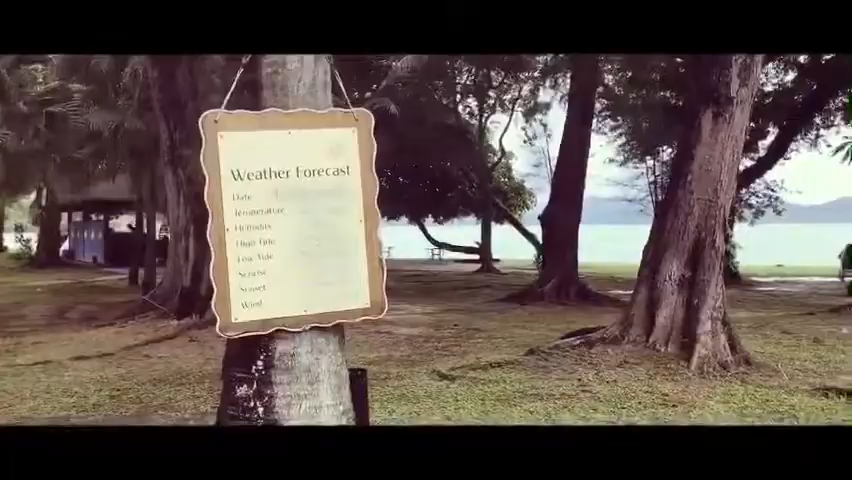 Weather Forecast
Date
Temperature
Humidity
High Tide
Low Tide
Sunrise
Sunset
Wind